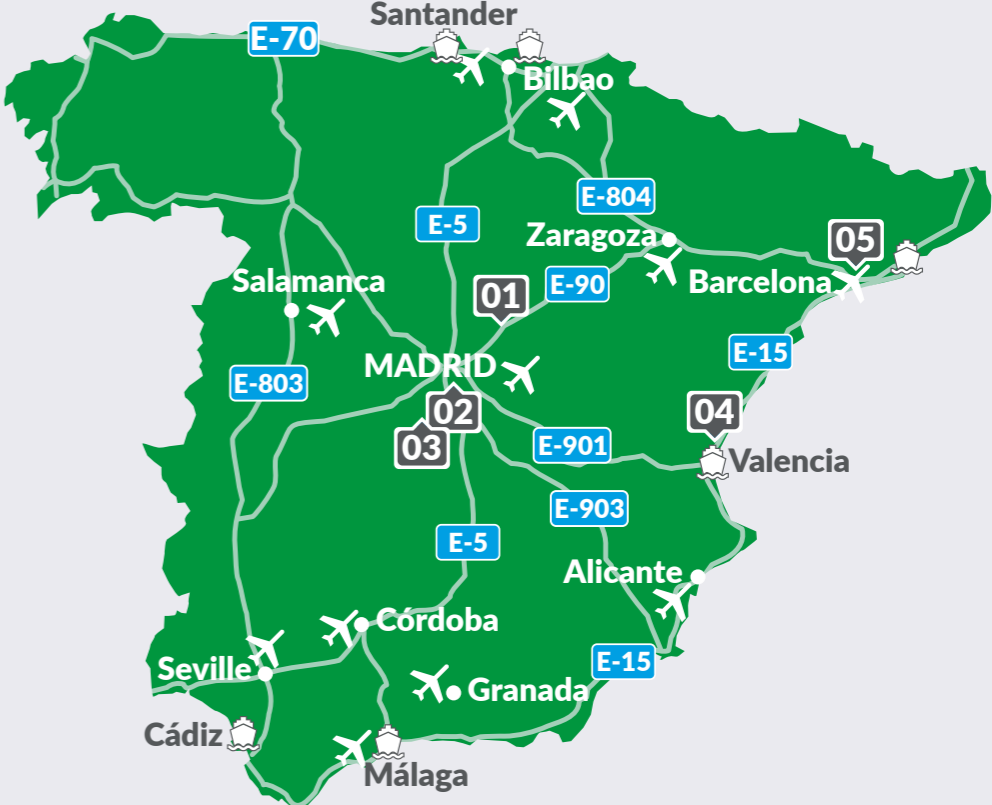 Santander
E-70
Bilbao
E-804
E-5
Zaragoza
05
Salamanca
01
E-90
Barcelona
MADRID
E-15
E-803
02
04
03
E-901
Valencia
E-903
E-5
Alicante
Córdoba
E-15
Seville
Granada
Cádiz
Málaga